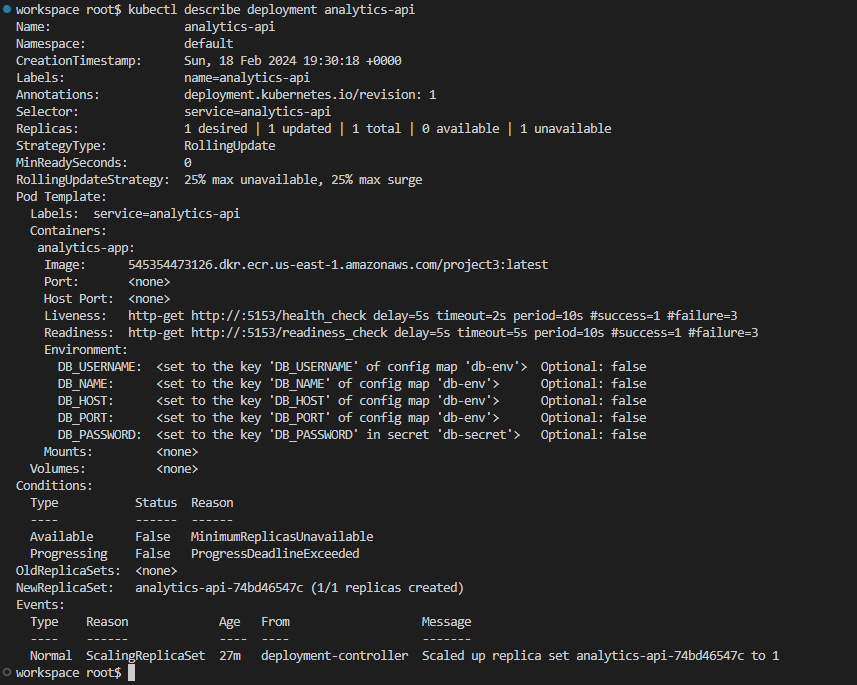 workspace root$ kubectl describe deployment analytics-api
Name:                   analytics-api
Namespace:              default
CreationTimestamp:      Sun, 18 Feb 2024 19:30:18 +0000
Labels:                 name=analytics-api
Annotations:            deployment.kubernetes.io/revision: 1
Selector:               service=analytics-api
Replicas:               1 desired | 1 updated | 1 total | 0 available | 1 unavailable
StrategyType:           RollingUpdate
MinReadySeconds:        0
RollingUpdateStrategy:  25% max unavailable, 25% max surge
Pod Template:
  Labels:  service=analytics-api
  Containers:
   analytics-app:
    Image:      545354473126.dkr.ecr.us-east-1.amazonaws.com/project3:latest
    Port:       <none>
    Host Port:  <none>
    Liveness:   http-get http://:5153/health_check delay=5s timeout=2s period=10s #success=1 #failure=3
    Readiness:  http-get http://:5153/readiness_check delay=5s timeout=5s period=10s #success=1 #failure=3
    Environment:
      DB_USERNAME:  <set to the key 'DB_USERNAME' of config map 'db-env'>  Optional: false
      DB_NAME:      <set to the key 'DB_NAME' of config map 'db-env'>      Optional: false
      DB_HOST:      <set to the key 'DB_HOST' of config map 'db-env'>      Optional: false
      DB_PORT:      <set to the key 'DB_PORT' of config map 'db-env'>      Optional: false
      DB_PASSWORD:  <set to the key 'DB_PASSWORD' in secret 'db-secret'>   Optional: false
    Mounts:         <none>
  Volumes:          <none>
Conditions:
  Type           Status  Reason
  ----           ------  ------
  Available      False   MinimumReplicasUnavailable
  Progressing    False   ProgressDeadlineExceeded
OldReplicaSets:  <none>
NewReplicaSet:   analytics-api-74bd46547c (1/1 replicas created)
Events:
  Type    Reason             Age   From                   Message
  ----    ------             ----  ----                   -------
  Normal  ScalingReplicaSet  27m   deployment-controller  Scaled up replica set analytics-api-74bd46547c to 1
workspace root$